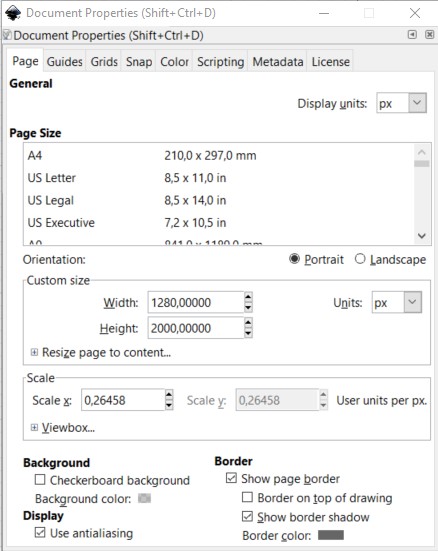 Document Properties (Shift+Ctrl+D)
Document Properties (Shift+Ctrl+D)
Page Guides Grids Snap Color Scripting Metadata License
General
Display units: px
Page Size
A4 210,0 x 297,0 mm
US Letter 8,5 x 11,0 in
US Legal 8,5 x 14,0 in
US Executive 7,2 x 10,5 in
Orientation: Portrait Landscape
Custom size
Width: 1280,00000 Units: px
Height: 2000,00000
Resize page to content...
Scale
Scale x: 0,26458 Scale y: 0,26458 User units per px.
Viewbox...
Background Border
Checkerboard background Show page border
Background color: Border on top of drawing
Display Show border shadow
Use antialiasing Border color: